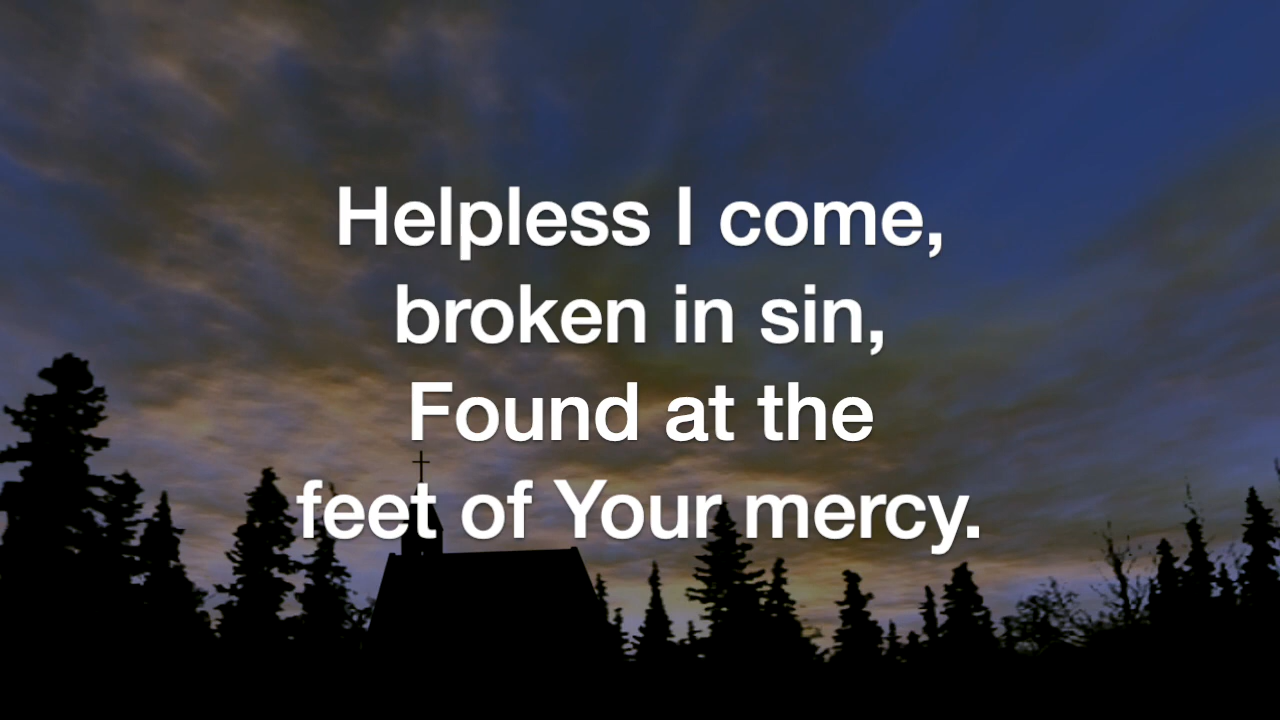 Helpless I come,
broken in sin,
Found at the
feet of Your mercy.